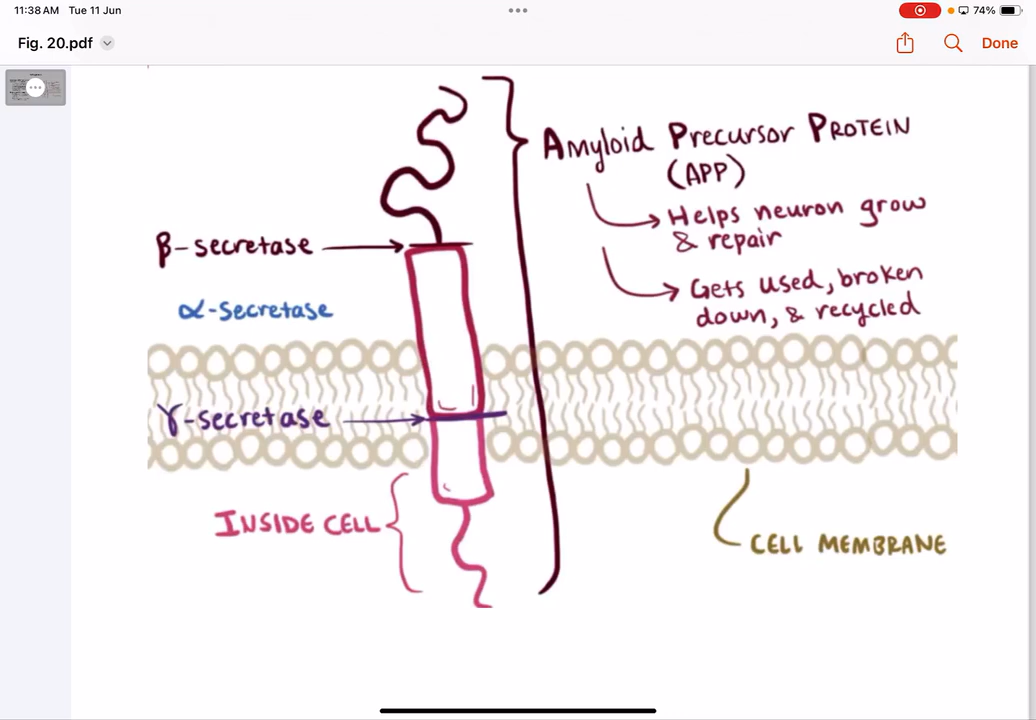 11:38 AM Tue 11 Jun
74%
Fig. 20.pdf
Done
Amyloid Precursor PROTEIN
(APP)
Helps neuron grow
& repair
β-secretase
Gets used, broken
down, & recycled
α-secretase
γ-secretase
INSIDE CELL
CELL MEMBRANE